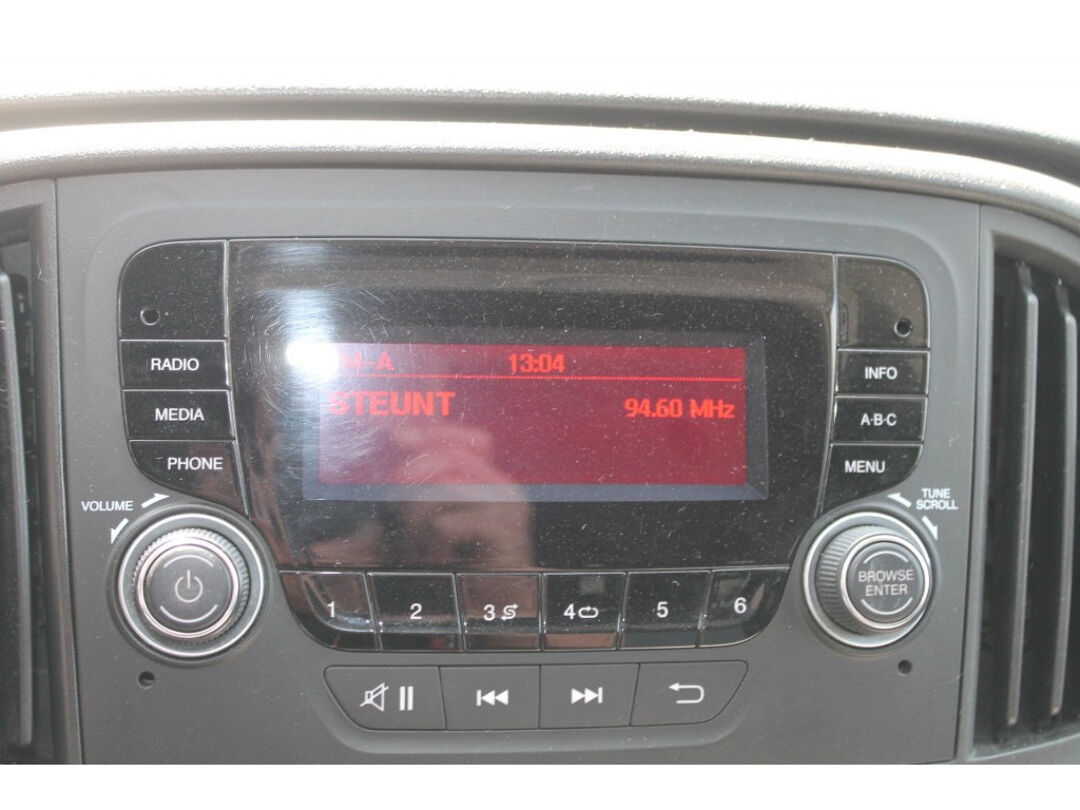 13:04
STEUNT 94.60 MHz
RADIO
MEDIA
PHONE
VOLUME
INFO
A·B·C
MENU
TUNE
SCROLL
BROWSE
ENTER
1 2 3 4 5 6